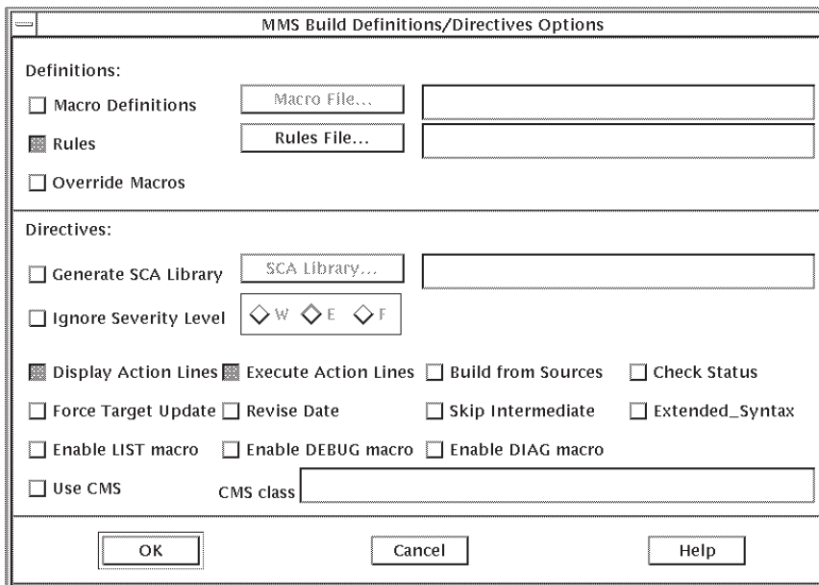 MMS Build Definitions/Directives Options
Definitions:
Macro Definitions Macro File...
Rules Rules File...
Override Macros
Directives:
Generate SCA Library SCA Library...
Ignore Severity Level W E F
Display Action Lines Execute Action Lines Build from Sources Check Status
Force Target Update Revise Date Skip Intermediate Extended_Syntax
Enable LIST macro Enable DEBUG macro Enable DIAG macro
Use CMS CMS class
OK Cancel Help